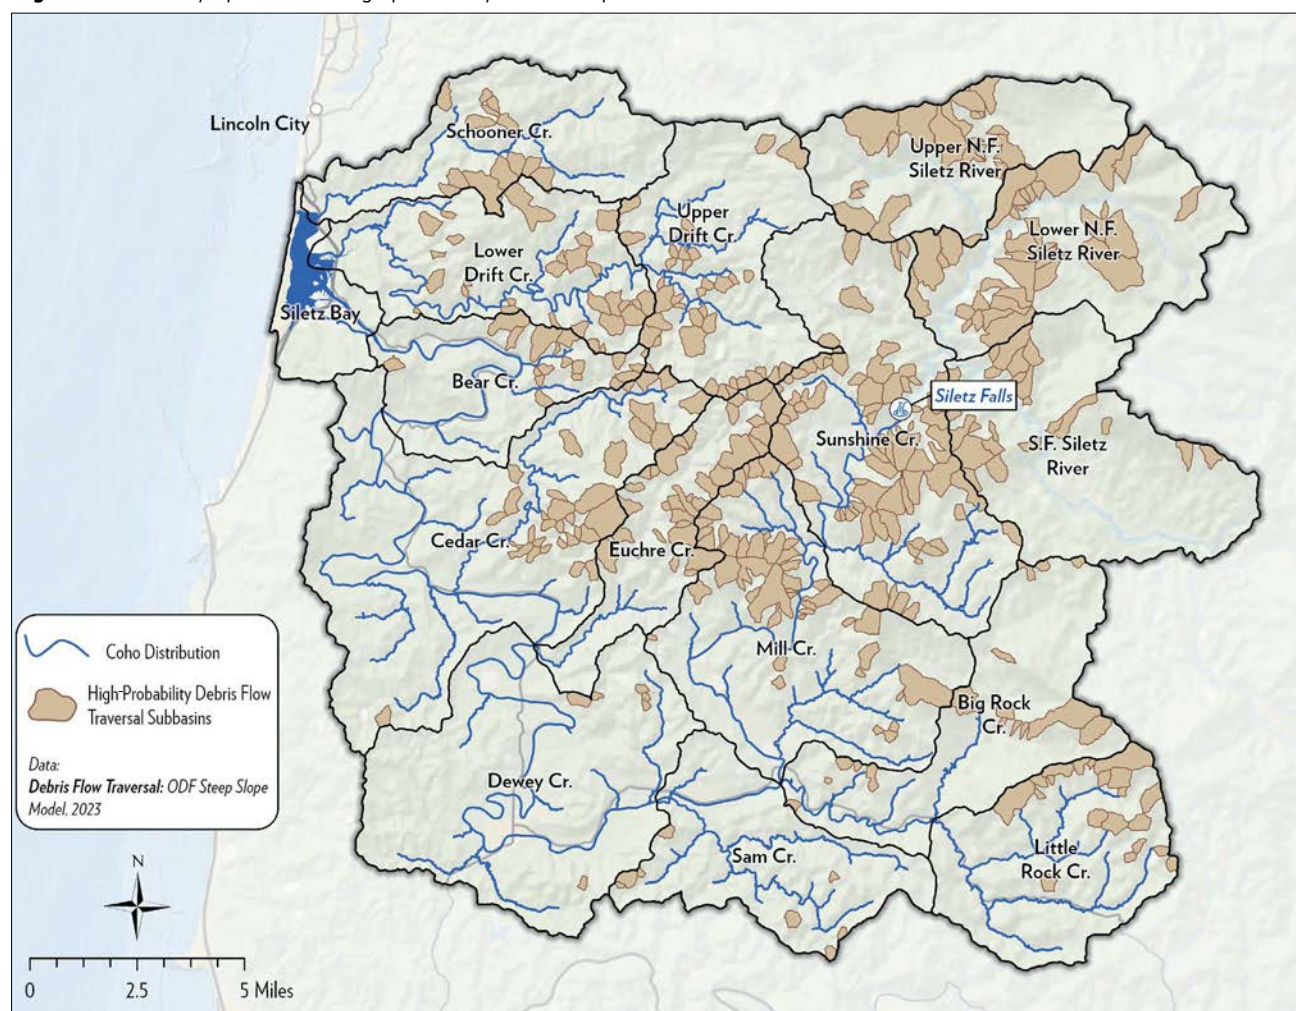 Lincoln City
Schooner Cr.
Upper N.F.
Siletz River
Upper
Drift Cr.
Lower N.F.
Siletz River
Lower
Drift Cr.
Siletz Bay
Bear Cr.
Siletz Falls
Sunshine Cr.
S.F. Siletz
River
Cedar Cr.
Euchre Cr.
Mill Cr.
Big Rock
Cr.
Dewey Cr.
Sam Cr.
Little
Rock Cr.
Coho Distribution
High-Probability Debris Flow
Traversal Subbasins
Data:
Debris Flow Traversal: ODF Steep Slope
Model, 2023
N
0 2.5 5 Miles